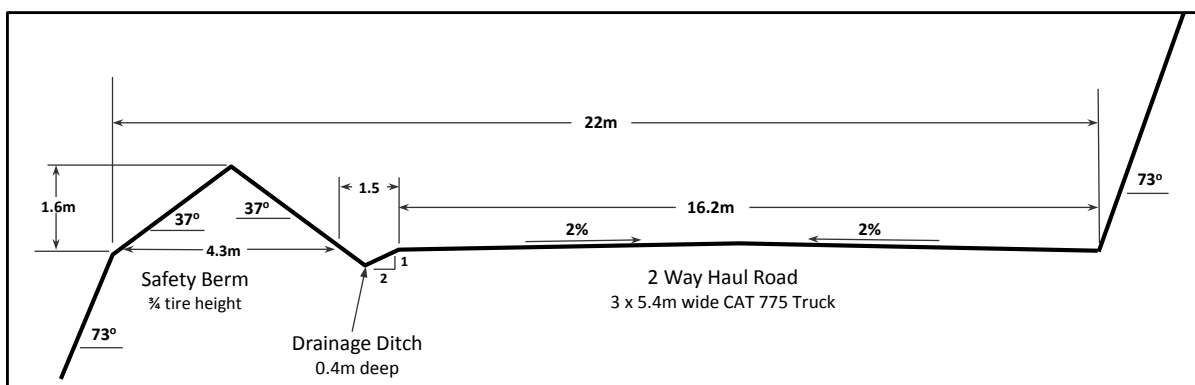 22m
1.6m
37º
37º
1.5
16.2m
73º
4.3m
2%
2%
1
2
Safety Berm
¾ tire height
2 Way Haul Road
3 x 5.4m wide CAT 775 Truck
73º
Drainage Ditch
0.4m deep